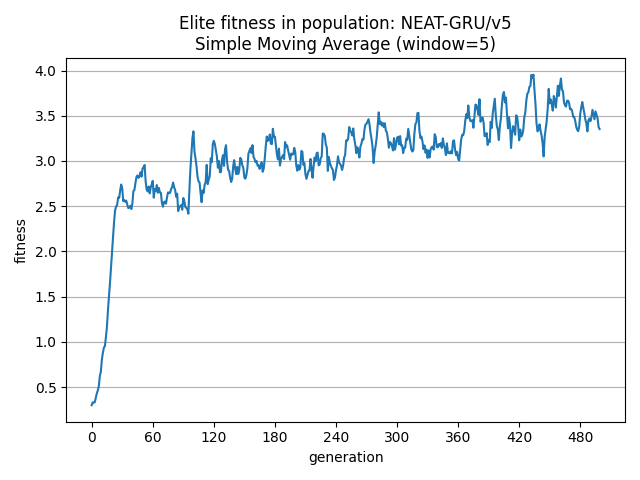 Elite fitness in population: NEAT-GRU/v5
Simple Moving Average (window=5)
4.0
3.5
3.0
2.5
2.0
1.5
1.0
0.5
fitness
0 60 120 180 240 300 360 420 480
generation